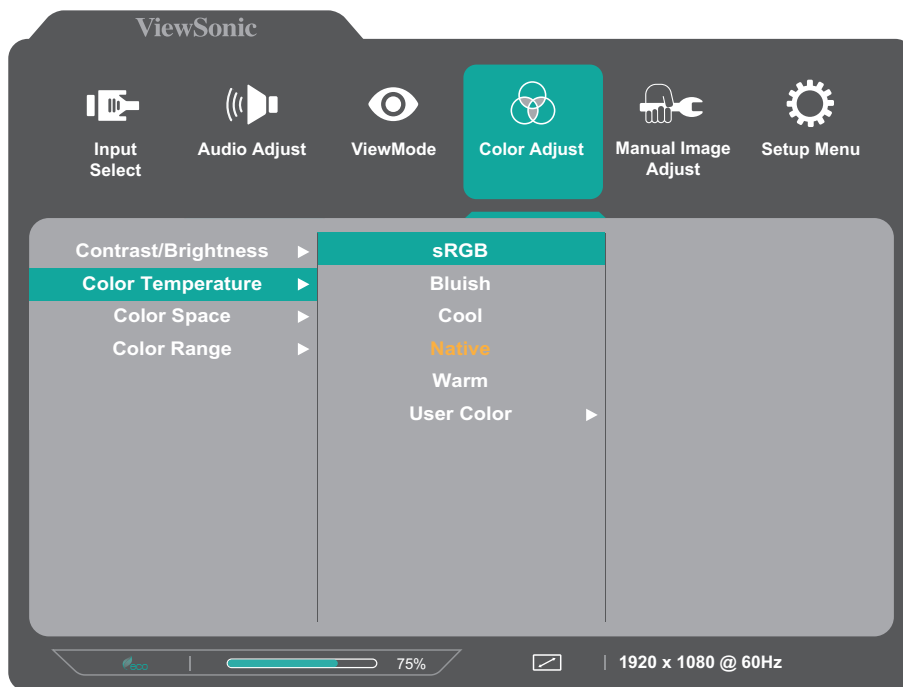 ViewSonic
Input
Select
Audio Adjust
ViewMode
Color Adjust
Manual Image
Adjust
Setup Menu
Contrast/Brightness
Color Temperature
Color Space
Color Range
sRGB
Bluish
Cool
Native
Warm
User Color
eco
75%
1920 x 1080 @ 60Hz